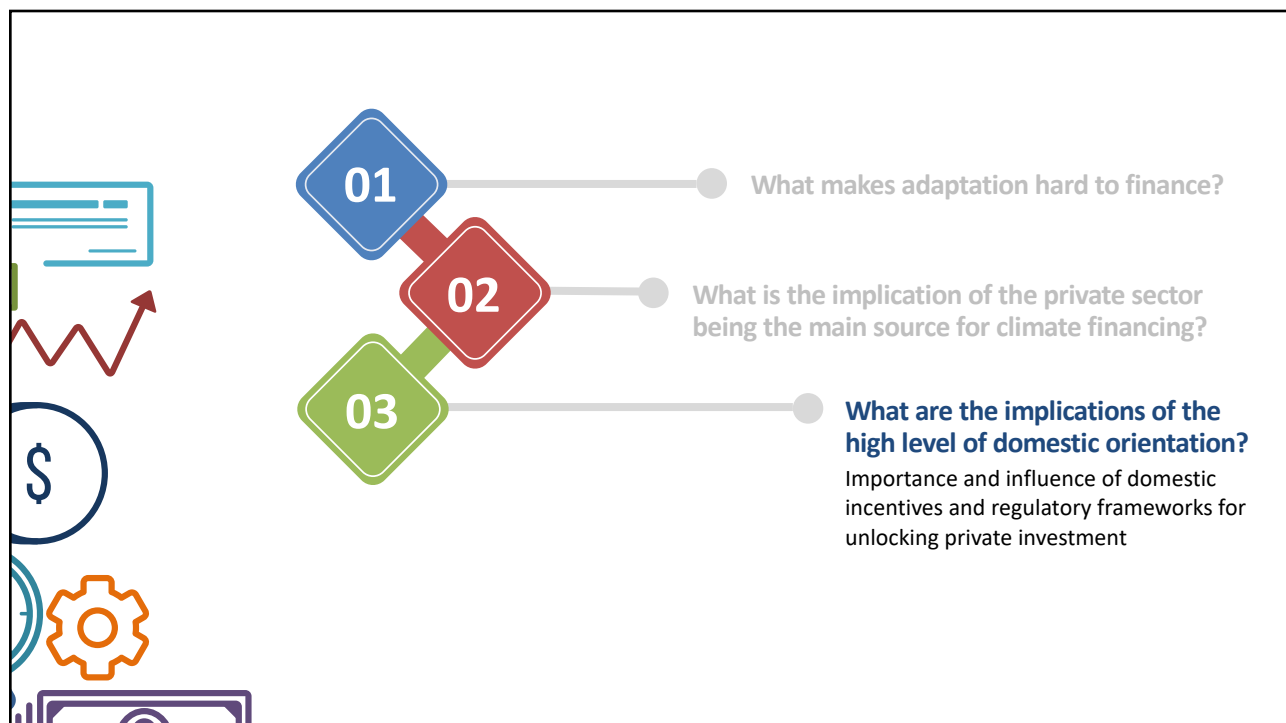 01
What makes adaptation hard to finance?
02
What is the implication of the private sector
being the main source for climate financing?
03
What are the implications of the
high level of domestic orientation?
Importance and influence of domestic
incentives and regulatory frameworks for
unlocking private investment
$